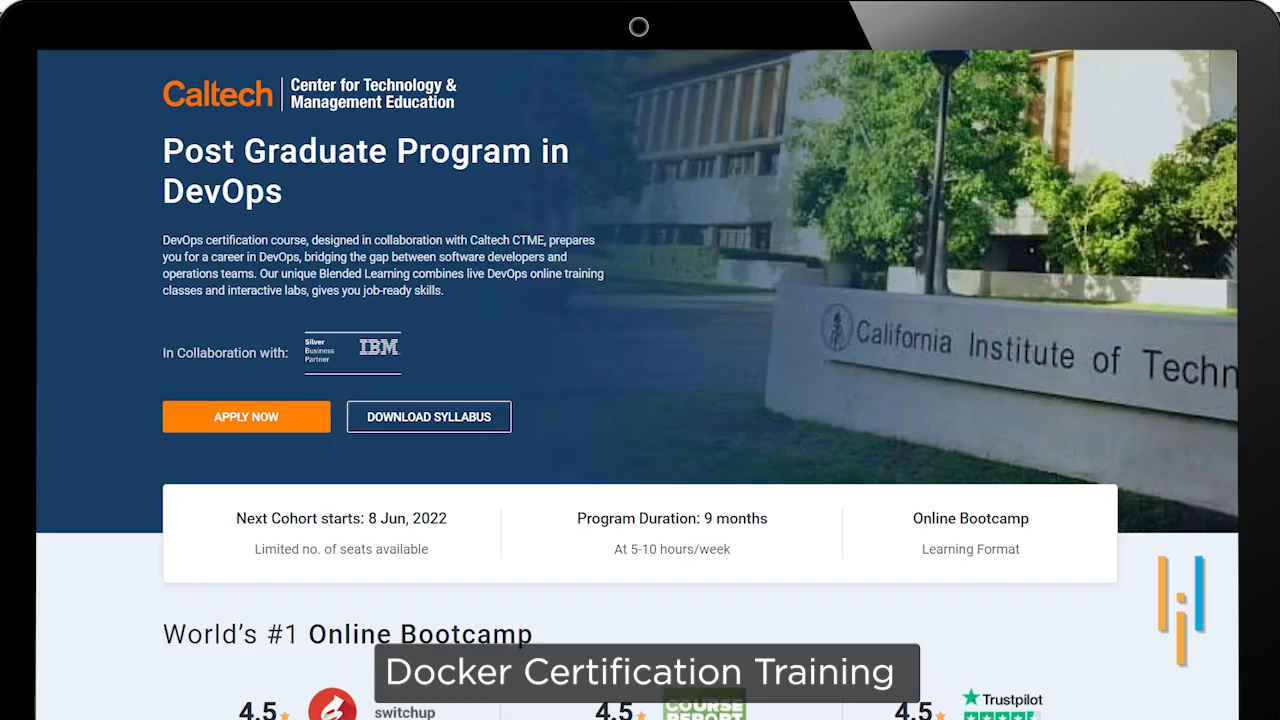 Caltech
Center for Technology &
Management Education
Post Graduate Program in
DevOps
DevOps certification course, designed in collaboration with Caltech CTME, prepares
you for a career in DevOps, bridging the gap between software developers and
operations teams. Our unique Blended Learning combines live DevOps online training
classes and interactive labs, gives you job-ready skills.
In Collaboration with:
Silver
Business
Partner
IBM
APPLY NOW
DOWNLOAD SYLLABUS
California Institute of Techn
Next Cohort starts: 8 Jun, 2022
Limited no. of seats available
Program Duration: 9 months
At 5-10 hours/week
Online Bootcamp
Learning Format
World's #1 Online Bootcamp
Docker Certification Training
4.5
switchup
4.5
COURSE
REPORT
4.5
Trustpilot